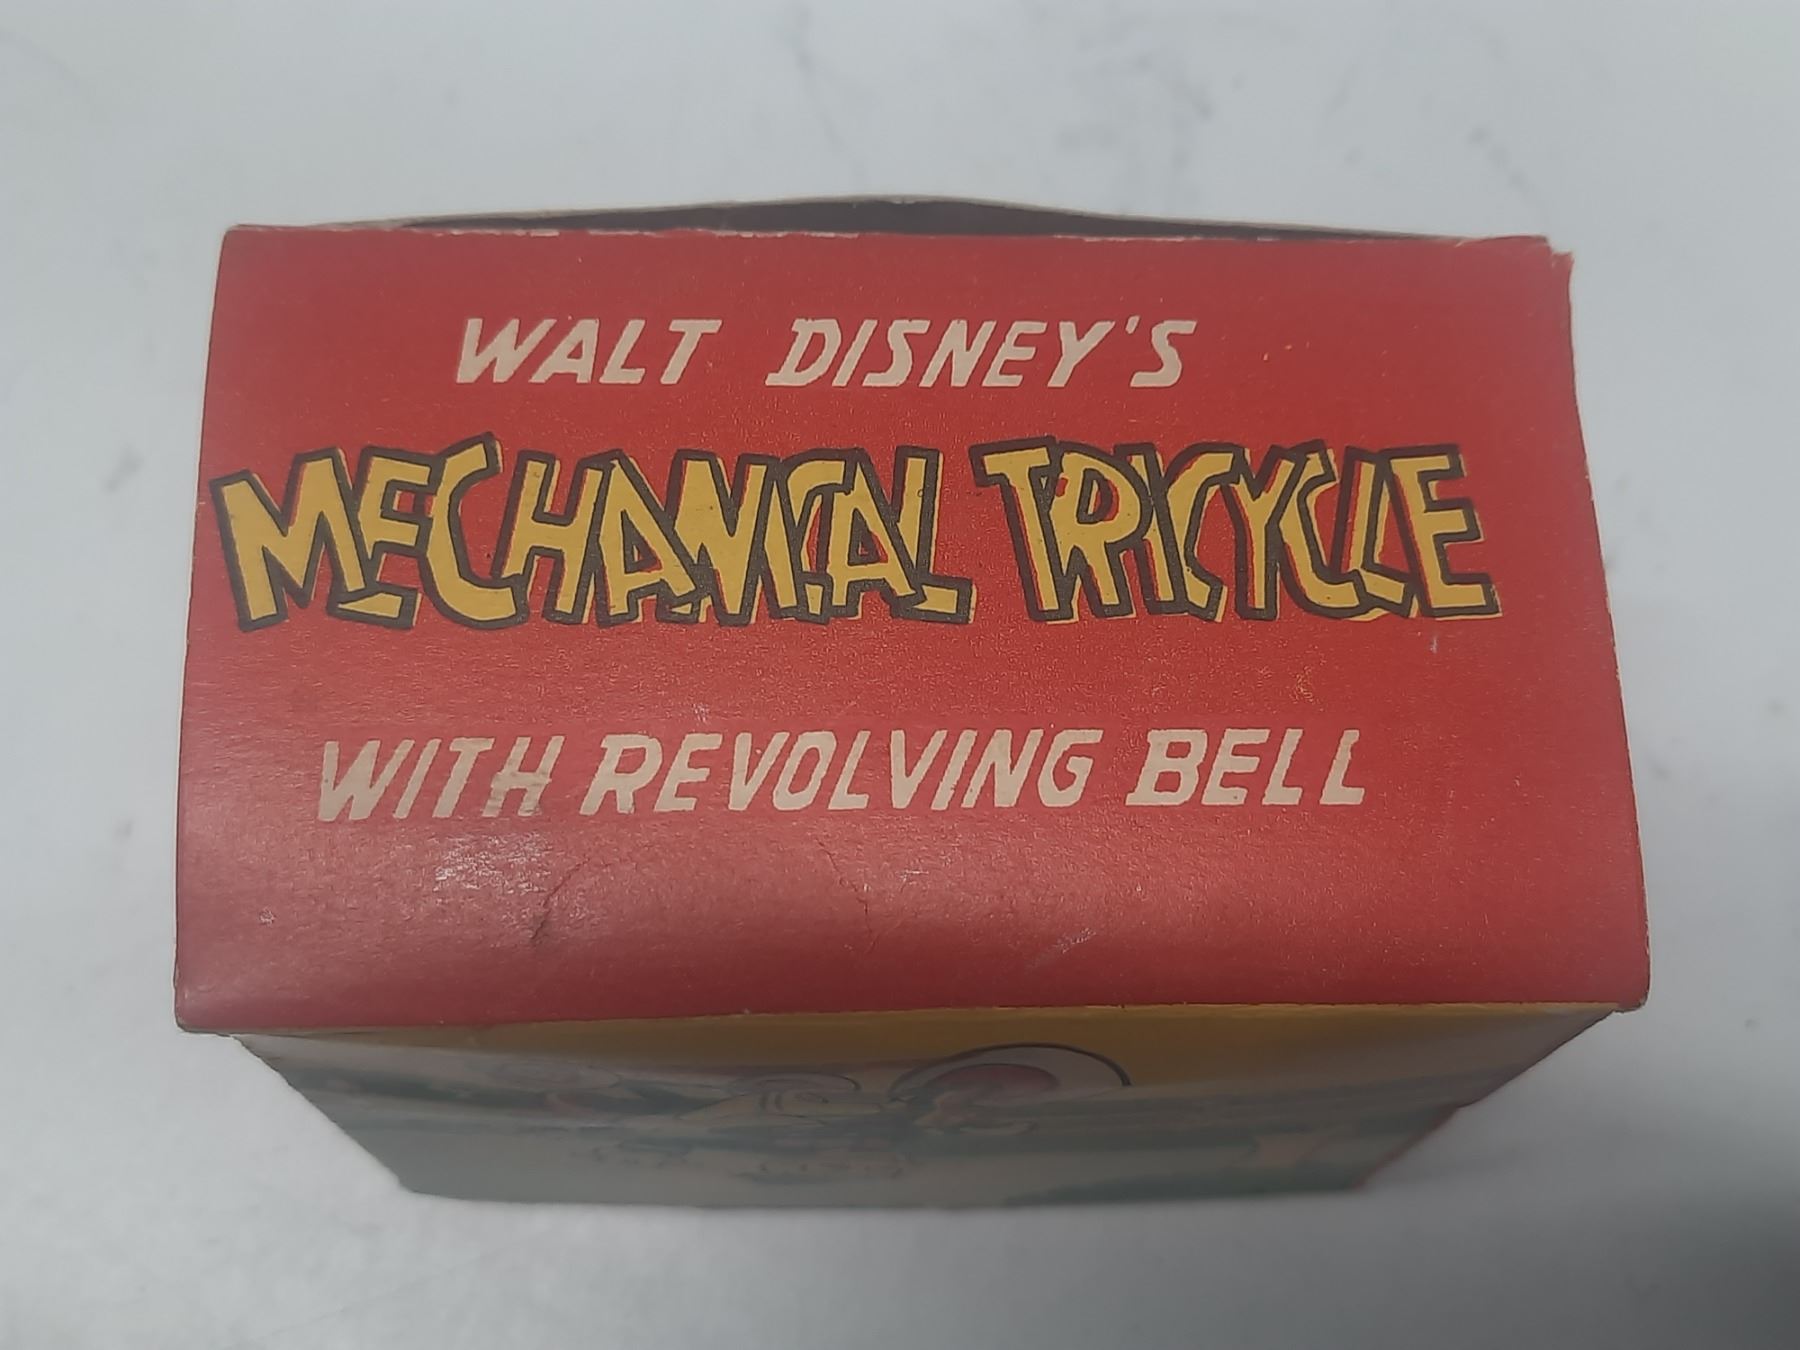 WALT DISNEY'S
MECHANICAL TRICYCLE
WITH REVOLVING BELL